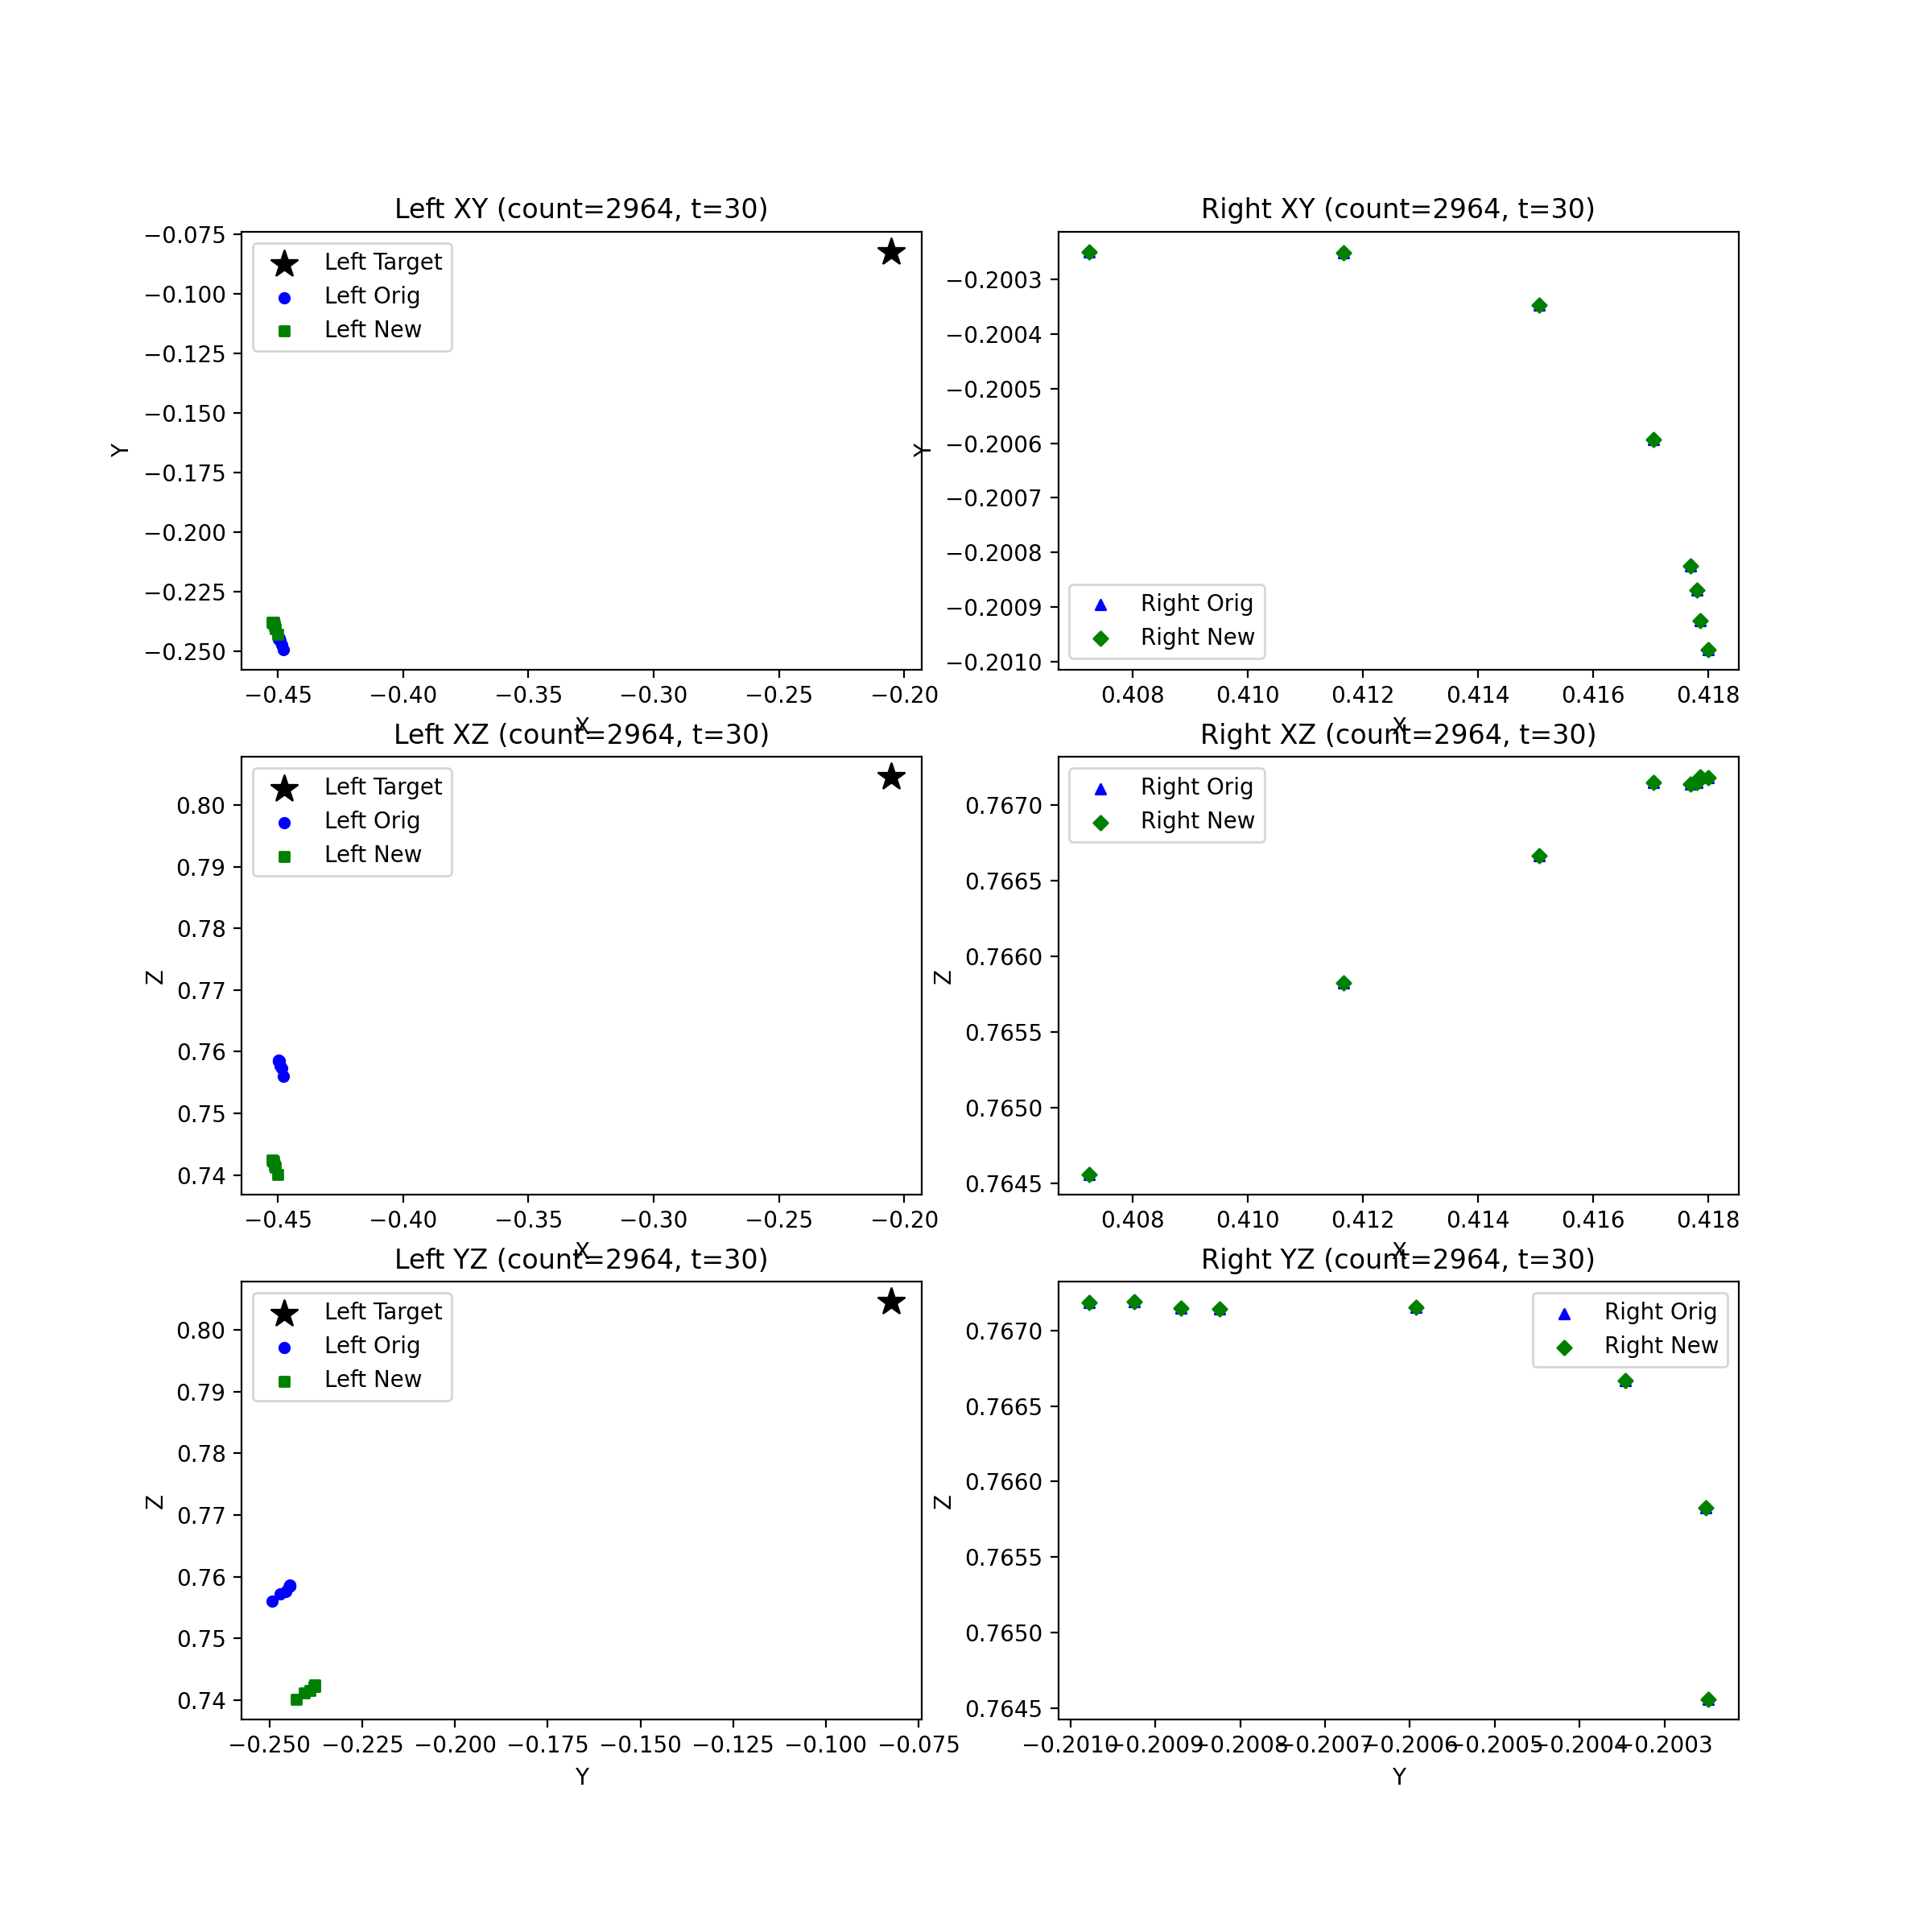 Left XY (count=2964, t=30)
Right XY (count=2964, t=30)
−0.075
−0.100
−0.125
−0.150
−0.175
−0.200
−0.225
−0.250
Y
Left Target
Left Orig
Left New
−0.45
−0.40
−0.35
−0.30
−0.25
−0.20
X
−0.2003
−0.2004
−0.2005
−0.2006
−0.2007
−0.2008
−0.2009
−0.2010
Y
Right Orig
Right New
0.408
0.410
0.412
0.414
0.416
0.418
X
Left XZ (count=2964, t=30)
Right XZ (count=2964, t=30)
0.80
0.79
0.78
0.77
0.76
0.75
0.74
Z
Left Target
Left Orig
Left New
−0.45
−0.40
−0.35
−0.30
−0.25
−0.20
X
0.7670
0.7665
0.7660
0.7655
0.7650
0.7645
Z
Right Orig
Right New
0.408
0.410
0.412
0.414
0.416
0.418
X
Left YZ (count=2964, t=30)
Right YZ (count=2964, t=30)
0.80
0.79
0.78
0.77
0.76
0.75
0.74
Z
Left Target
Left Orig
Left New
−0.250
−0.225
−0.200
−0.175
−0.150
−0.125
−0.100
−0.075
Y
0.7670
0.7665
0.7660
0.7655
0.7650
0.7645
Z
Right Orig
Right New
−0.2010
−0.2009
−0.2008
−0.2007
−0.2006
−0.2005
−0.2004
−0.2003
Y